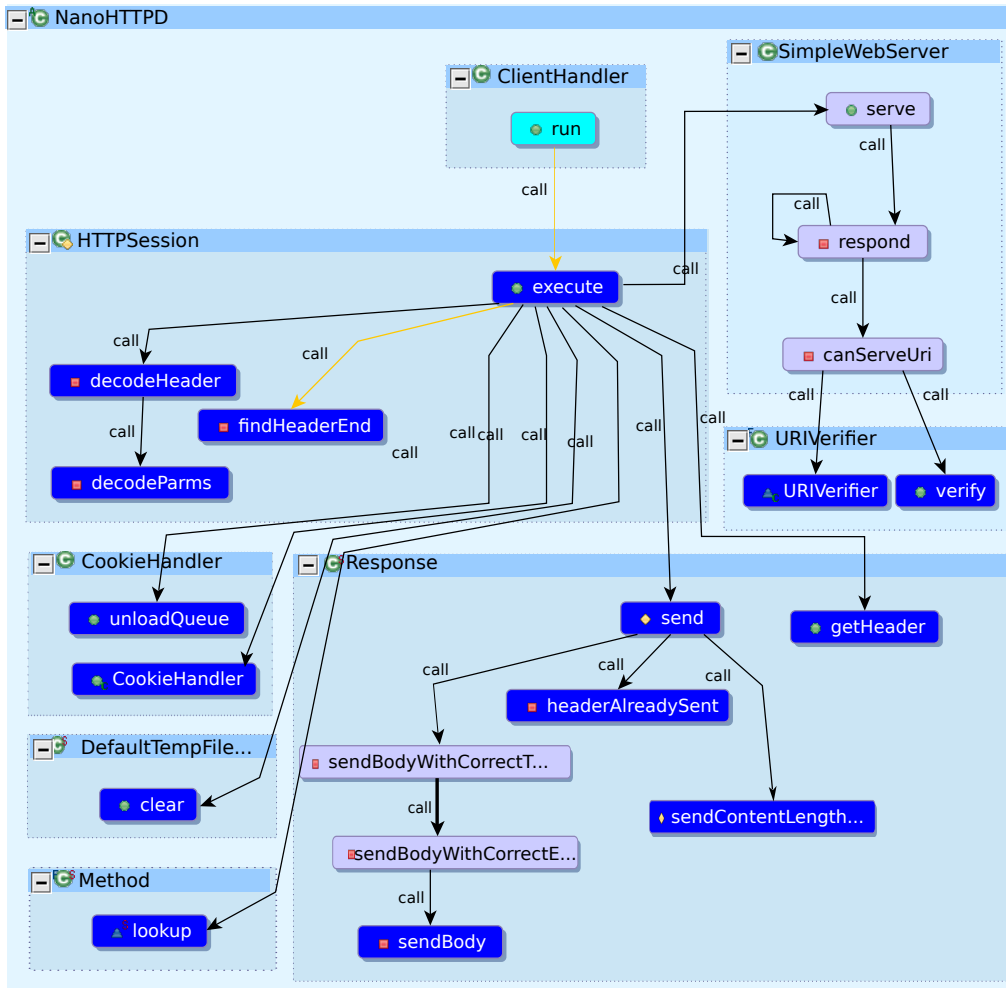 NanoHTTPD
SimpleWebServer
ClientHandler
serve
run
call
call
call
HTTPSession
respond
call
call
execute
call
call
canServeUri
call
decodeHeader
call
call
findHeaderEnd
call
call
call
call
call
call
call
call
URIVerifier
decodeParms
URIVerifier
verify
CookieHandler
Response
unloadQueue
send
getHeader
call
call
call
CookieHandler
headerAlreadySent
DefaultTempFile...
sendBodyWithCorrectT...
clear
call
sendContentLength...
sendBodyWithCorrectE...
Method
call
lookup
sendBody